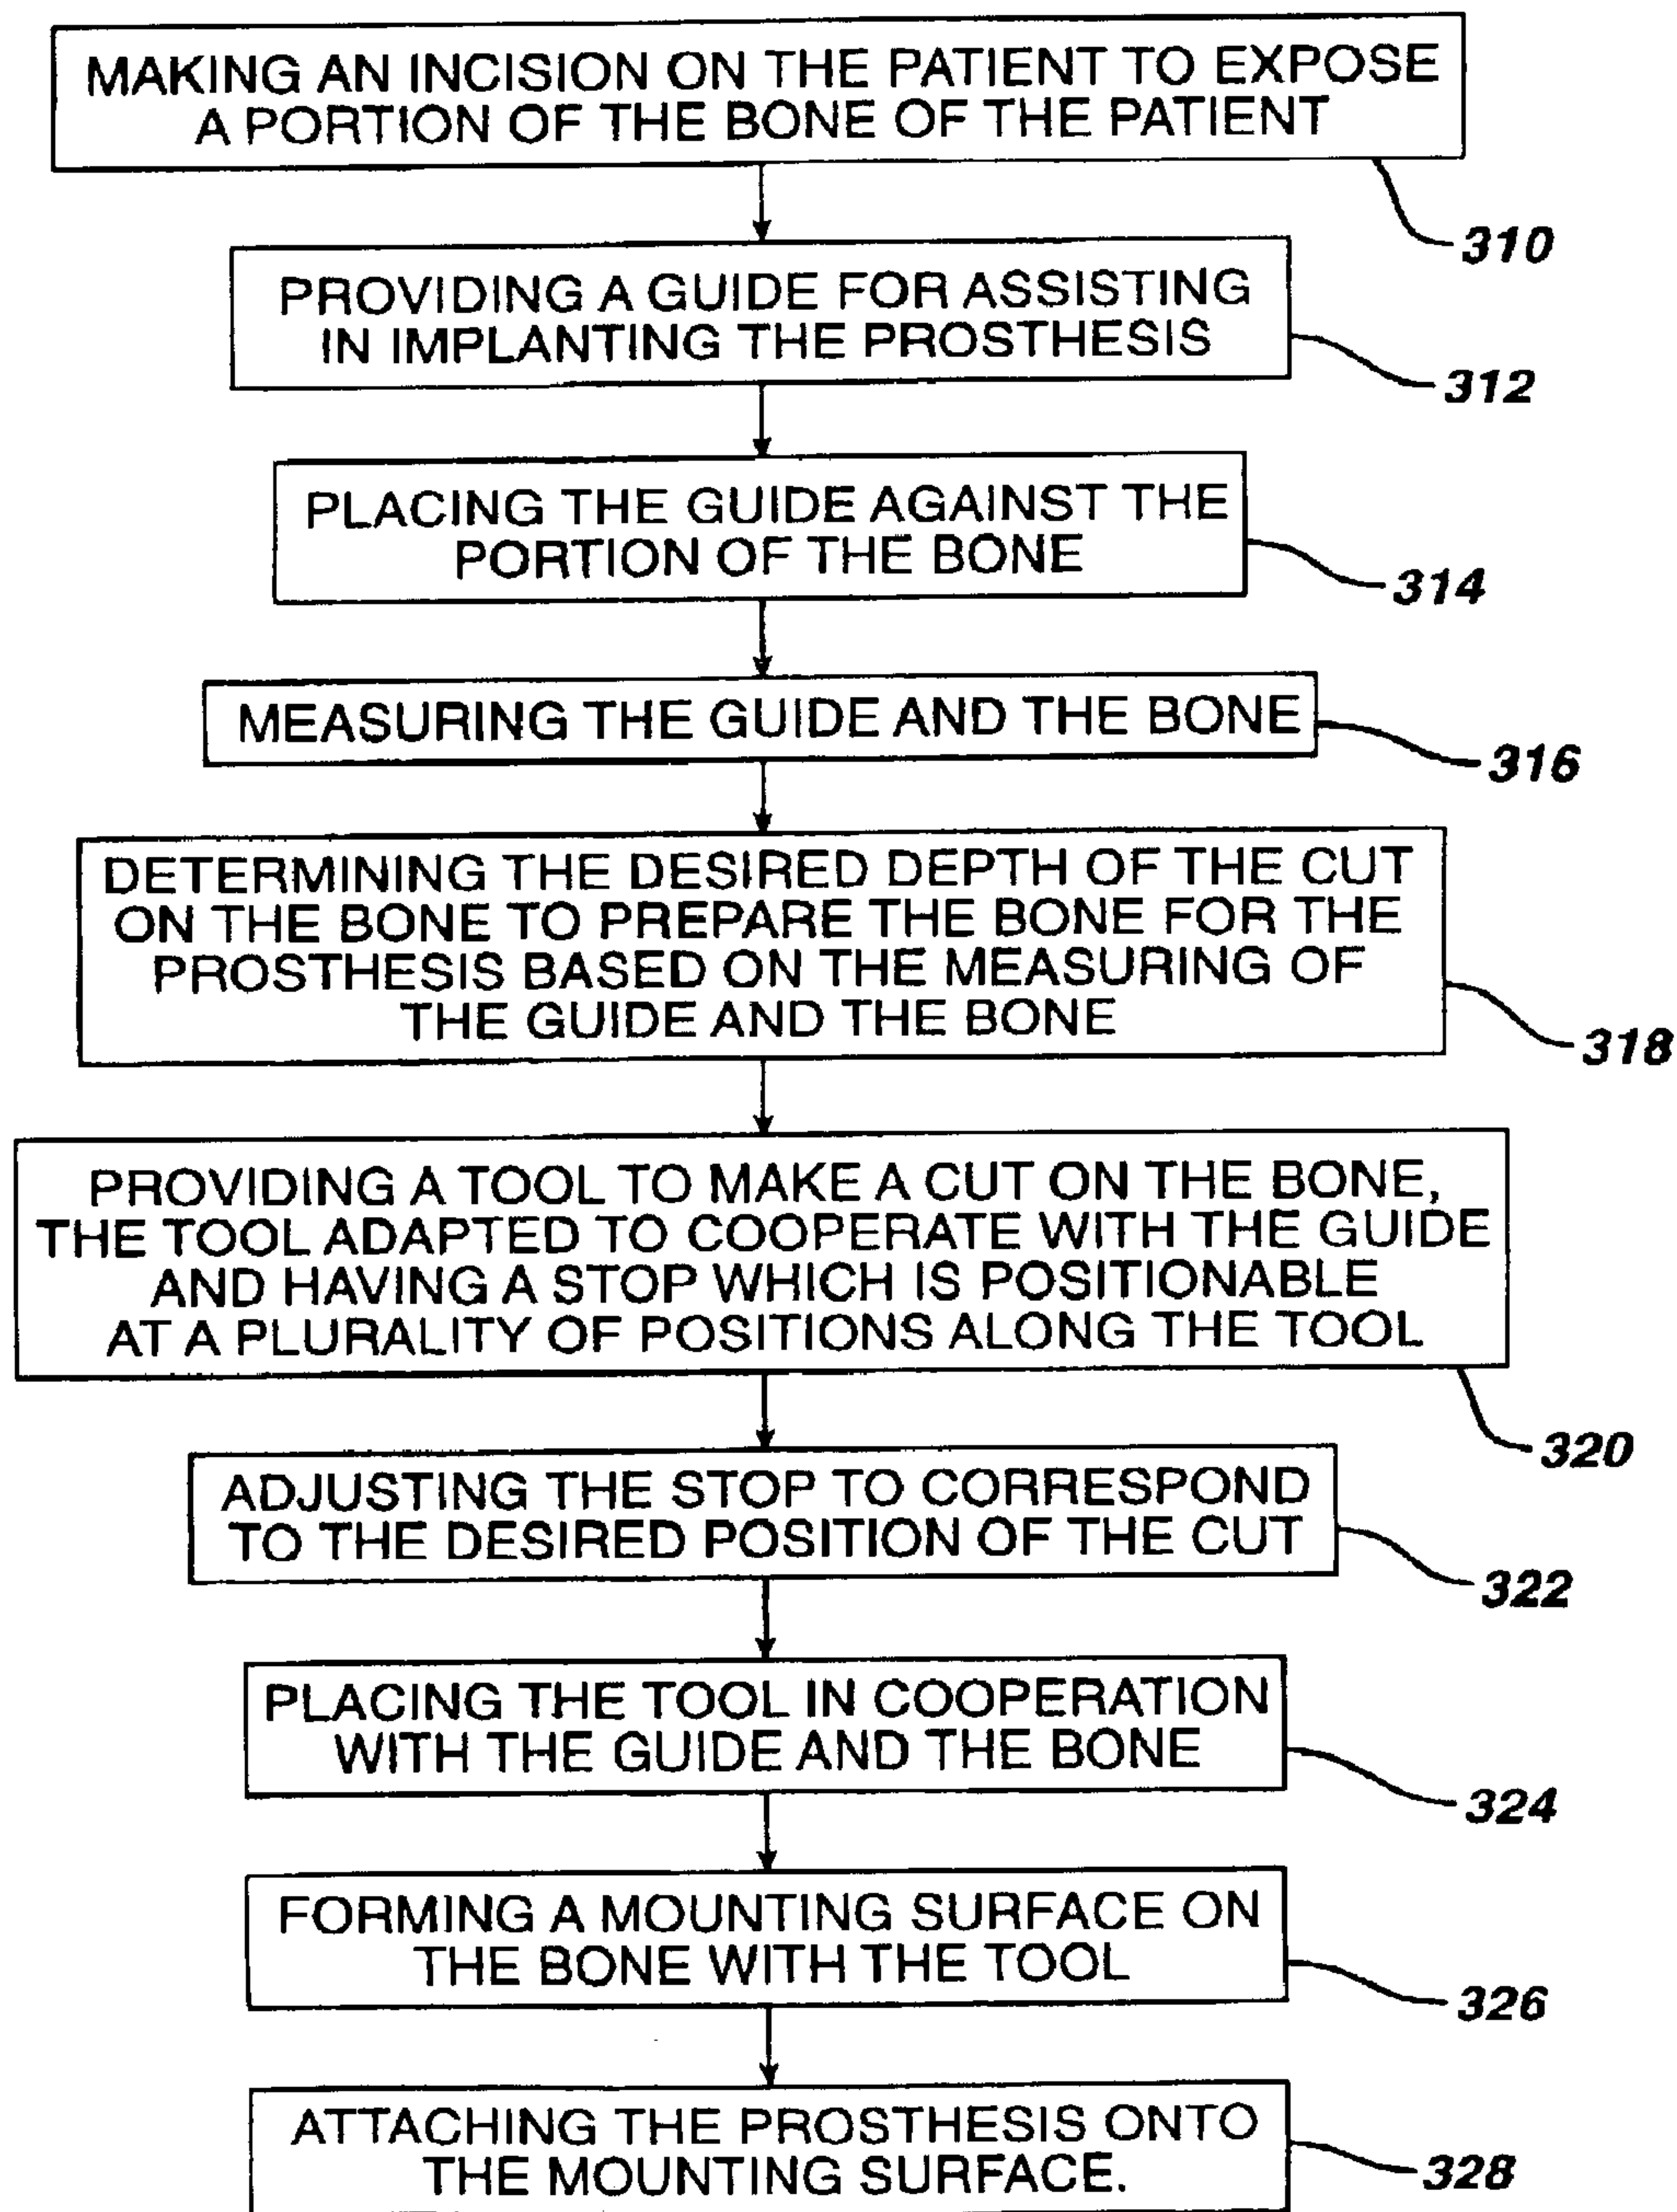 MAKING AN INCISION ON THE PATIENT TO EXPOSE
A PORTION OF THE BONE OF THE PATIENT
310
PROVIDING A GUIDE FOR ASSISTING
IN IMPLANTING THE PROSTHESIS
312
PLACING THE GUIDE AGAINST THE
PORTION OF THE BONE
314
MEASURING THE GUIDE AND THE BONE
316
DETERMINING THE DESIRED DEPTH OF THE CUT
ON THE BONE TO PREPARE THE BONE FOR THE
PROSTHESIS BASED ON THE MEASURING OF
THE GUIDE AND THE BONE
318
PROVIDING A TOOL TO MAKE A CUT ON THE BONE,
THE TOOL ADAPTED TO COOPERATE WITH THE GUIDE
AND HAVING A STOP WHICH IS POSITIONABLE
AT A PLURALITY OF POSITIONS ALONG THE TOOL
320
ADJUSTING THE STOP TO CORRESPOND
TO THE DESIRED POSITION OF THE CUT
322
PLACING THE TOOL IN COOPERATION
WITH THE GUIDE AND THE BONE
324
FORMING A MOUNTING SURFACE ON
THE BONE WITH THE TOOL
326
ATTACHING THE PROSTHESIS ONTO
THE MOUNTING SURFACE.
328